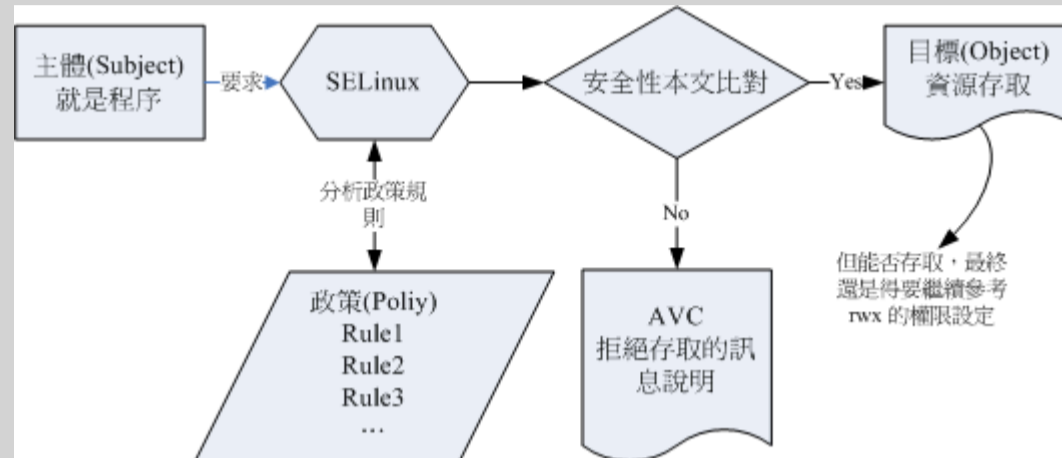 主體(Subject)
就是程序
要求
SELinux
安全性本文比對
Yes
目標(Object)
資源存取
分析政策規
則
No
但能否存取，最終
還是得要繼續參考
rwx 的權限設定
政策(Poliy)
Rule1
Rule2
Rule3
…
AVC
拒絕存取的訊
息說明